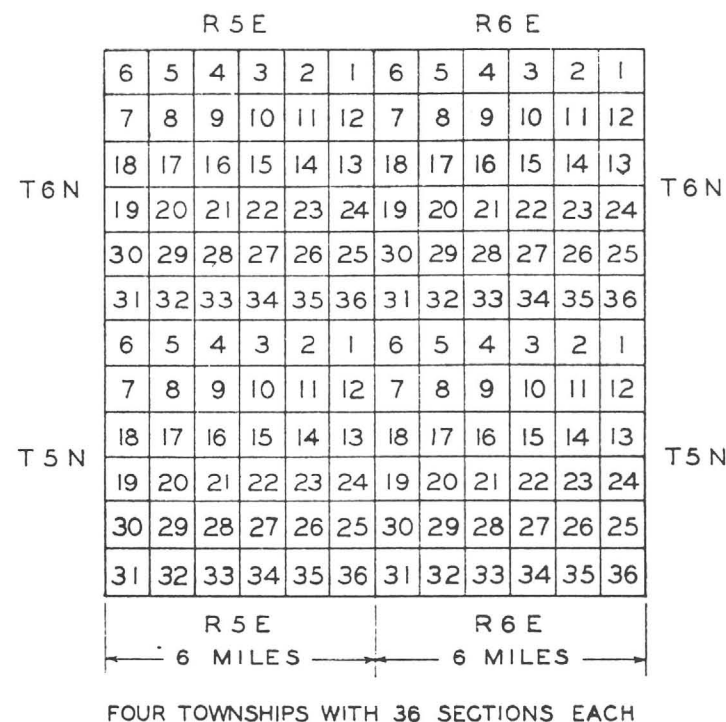 R 5 E R 6 E
6 5 4 3 2 1 6 5 4 3 2 1
7 8 9 10 11 12 7 8 9 10 11 12
18 17 16 15 14 13 18 17 16 15 14 13
T 6 N T 6 N
19 20 21 22 23 24 19 20 21 22 23 24
30 29 28 27 26 25 30 29 28 27 26 25
31 32 33 34 35 36 31 32 33 34 35 36
6 5 4 3 2 1 6 5 4 3 2 1
7 8 9 10 11 12 7 8 9 10 11 12
18 17 16 15 14 13 18 17 16 15 14 13
T 5 N T 5 N
19 20 21 22 23 24 19 20 21 22 23 24
30 29 28 27 26 25 30 29 28 27 26 25
31 32 33 34 35 36 31 32 33 34 35 36
R 5 E R 6 E
6 MILES 6 MILES
FOUR TOWNSHIPS WITH 36 SECTIONS EACH